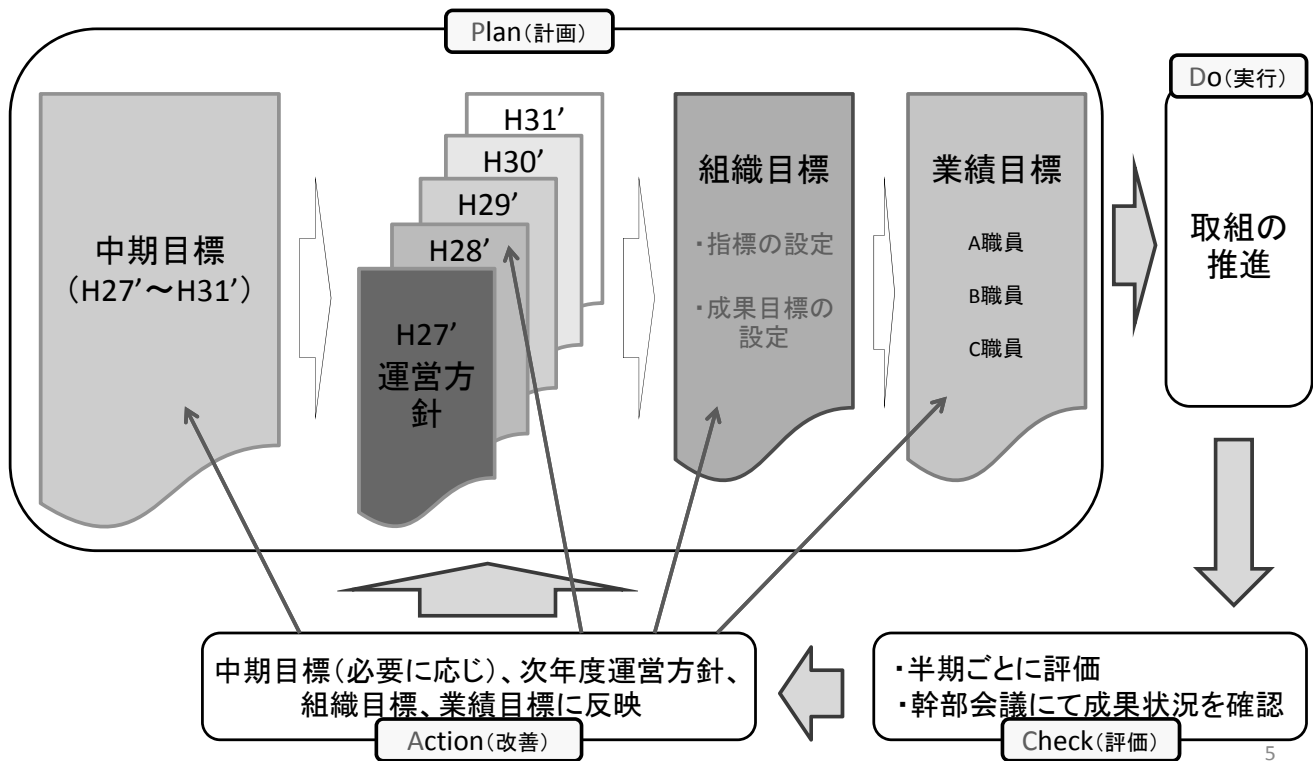 Plan(計画)
中期目標
（H27’～H31’）
H31’
H30’
H29’
H28’
H27’
運営方
針
組織目標
・指標の設定
・成果目標の
設定
業績目標
A職員
B職員
C職員
Do(実行)
取組の
推進
・半期ごとに評価
・幹部会議にて成果状況を確認
Check(評価)
中期目標（必要に応じ）、次年度運営方針、
組織目標、業績目標に反映
Action(改善)
5